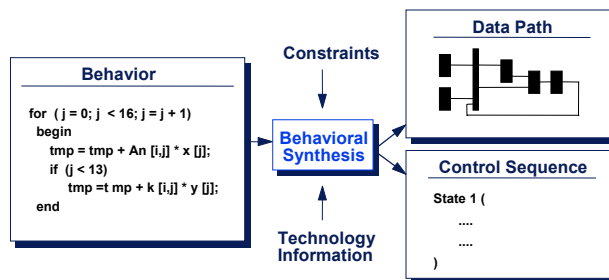 Behavior
for ( j = 0; j < 16; j = j + 1)
begin
tmp = tmp + An [i,j] * x [j];
if (j < 13)
tmp =t mp + k [i,j] * y [j];
end
Constraints
Behavioral
Synthesis
Technology
Information
Data Path
Control Sequence
State 1 (
....
....
)